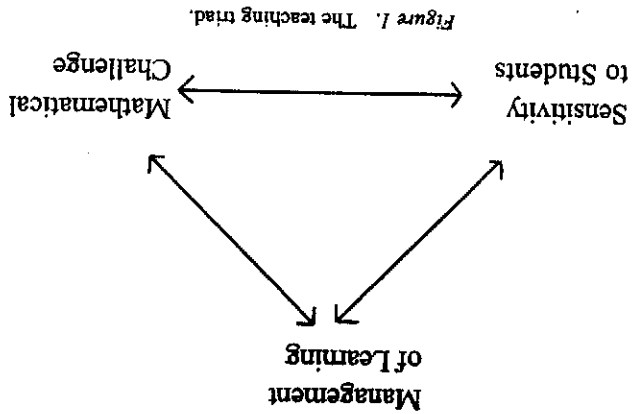 Management
of Learning
Sensitivity
to Students
Mathematical
Challenge
Figure 1. The teaching triad.